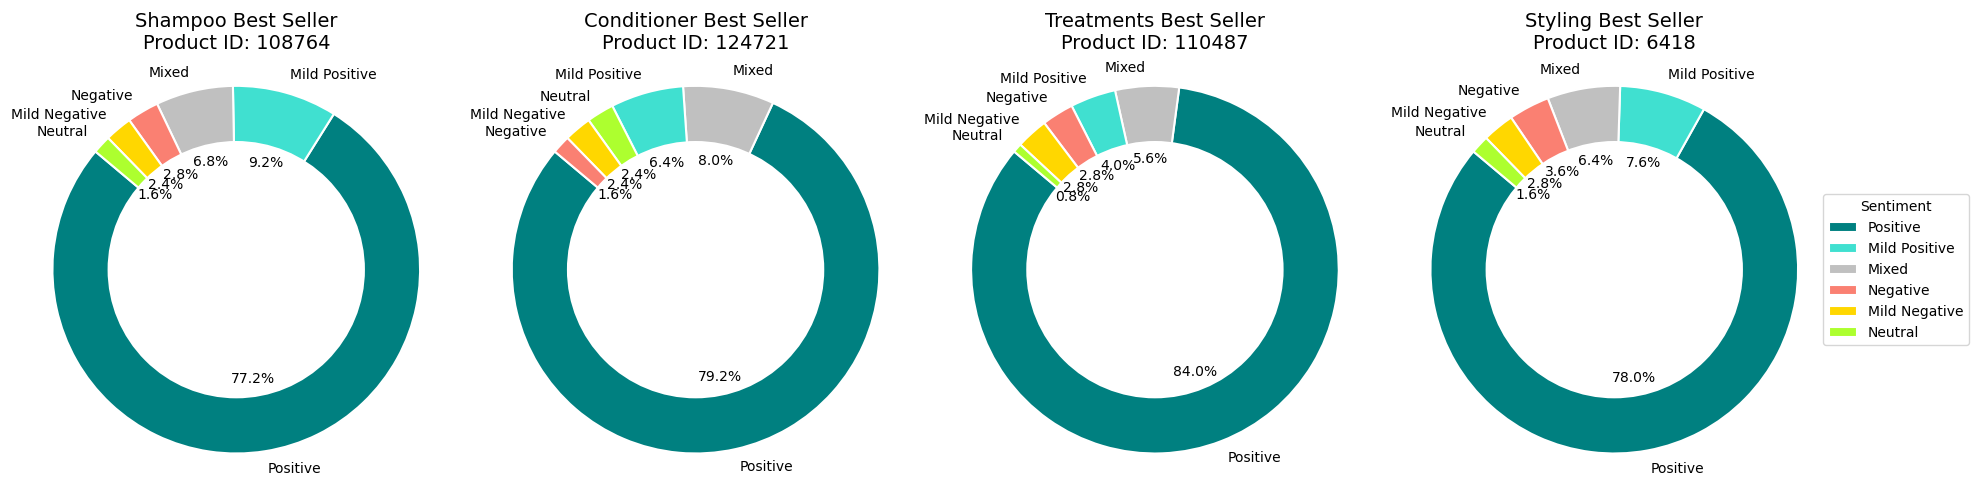 Shampoo Best Seller
Product ID: 108764
Mixed
Mild Positive
Negative
Mild Negative
Neutral
6.8%
9.2%
2.8%
2.4%
1.6%
77.2%
Positive
Conditioner Best Seller
Product ID: 124721
Mild Positive
Mixed
Neutral
Mild Negative
Negative
6.4%
8.0%
2.4%
2.4%
1.6%
79.2%
Positive
Treatments Best Seller
Product ID: 110487
Mixed
Mild Positive
Negative
Mild Negative
Neutral
5.6%
4.0%
2.8%
2.8%
0.8%
84.0%
Positive
Styling Best Seller
Product ID: 6418
Mixed
Mild Positive
Negative
Mild Negative
Neutral
6.4%
7.6%
3.6%
2.8%
1.6%
78.0%
Positive
Sentiment
Positive
Mild Positive
Mixed
Negative
Mild Negative
Neutral